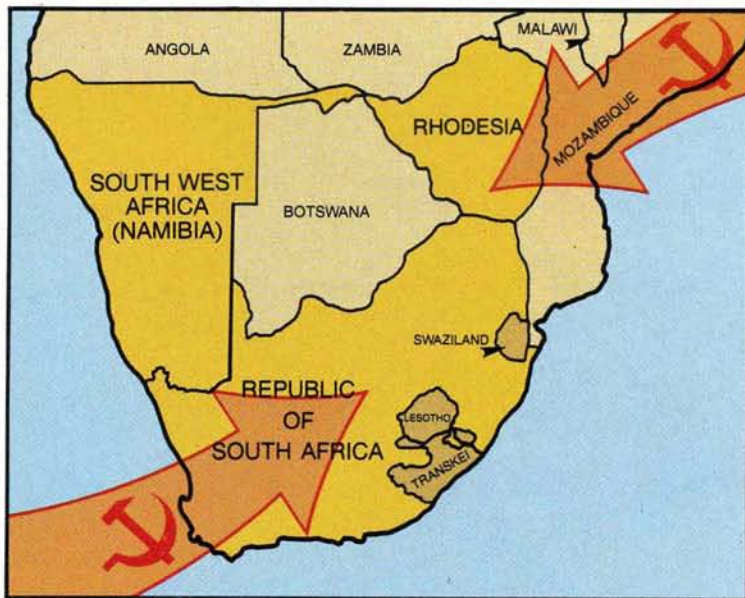 ANGOLA
ZAMBIA
MALAWI
RHODESIA
MOZAMBIQUE
SOUTH WEST
AFRICA
(NAMIBIA)
BOTSWANA
SWAZILAND
REPUBLIC
OF
SOUTH AFRICA
LESOTHO
TRANSKEI